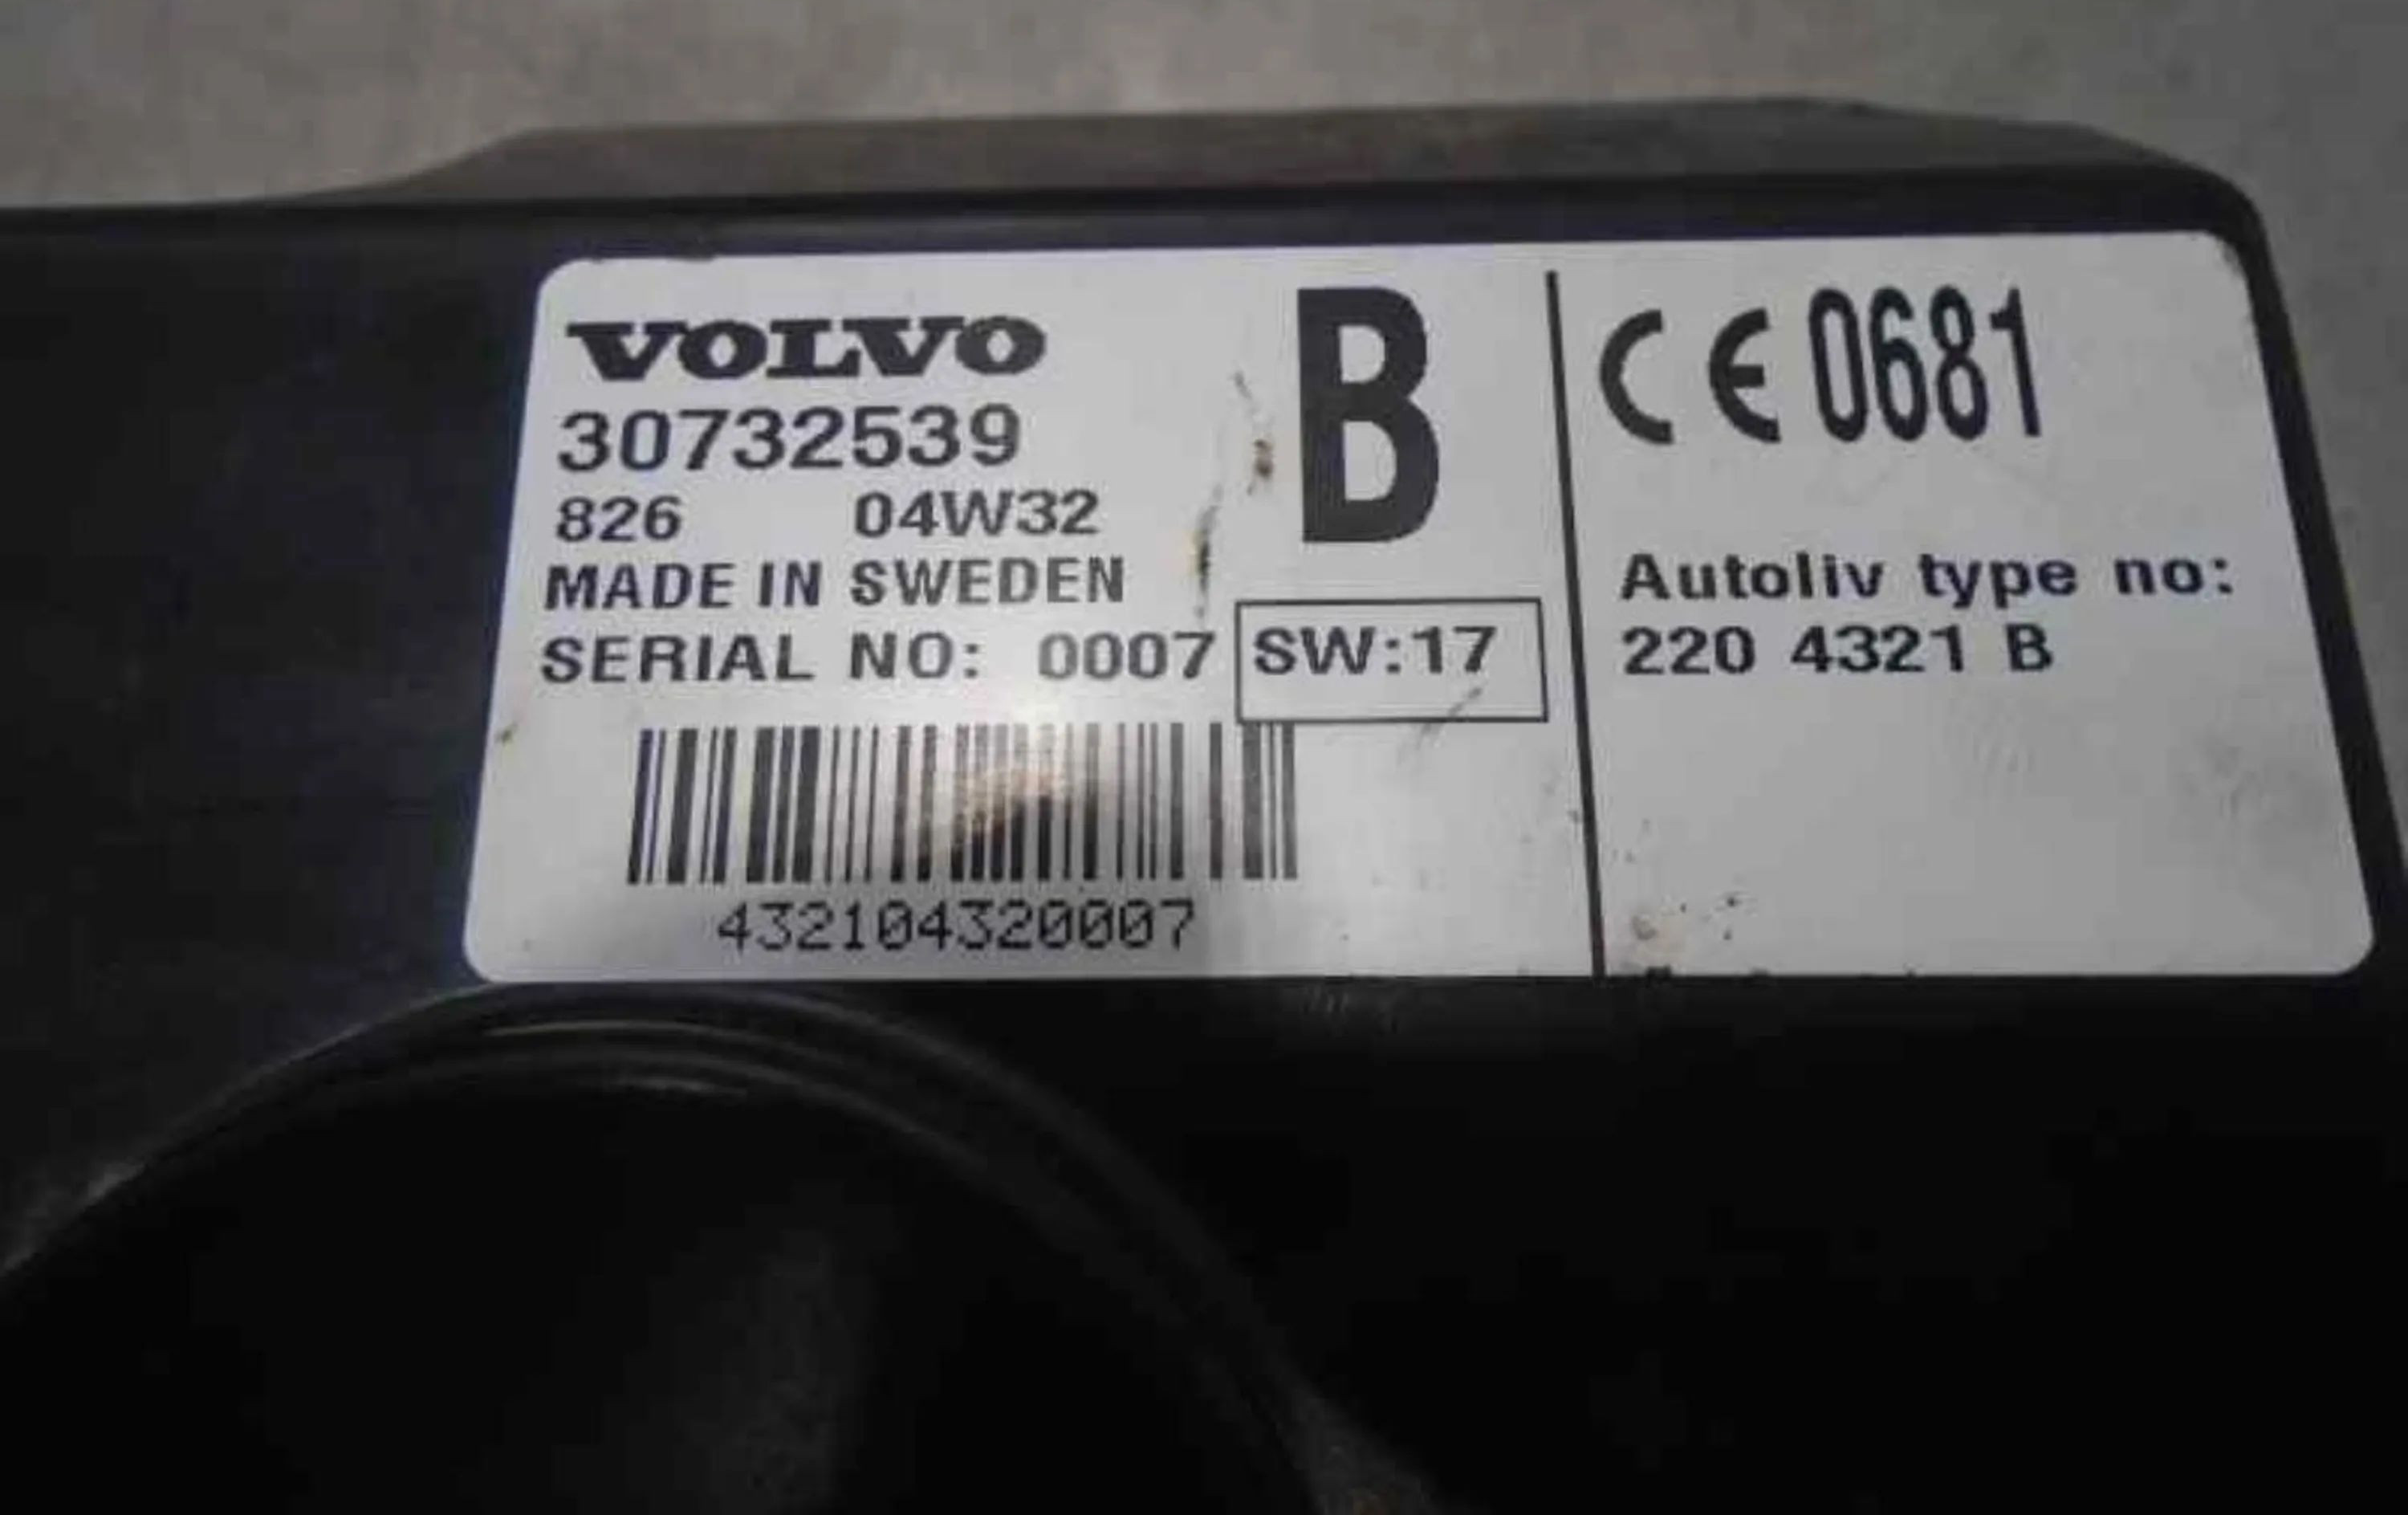 VOLVO
30732539
826 04W32
MADE IN SWEDEN
SERIAL NO: 0007
B
SW:17
432104320007
CE 0681
Autoliv type no:
220 4321 B